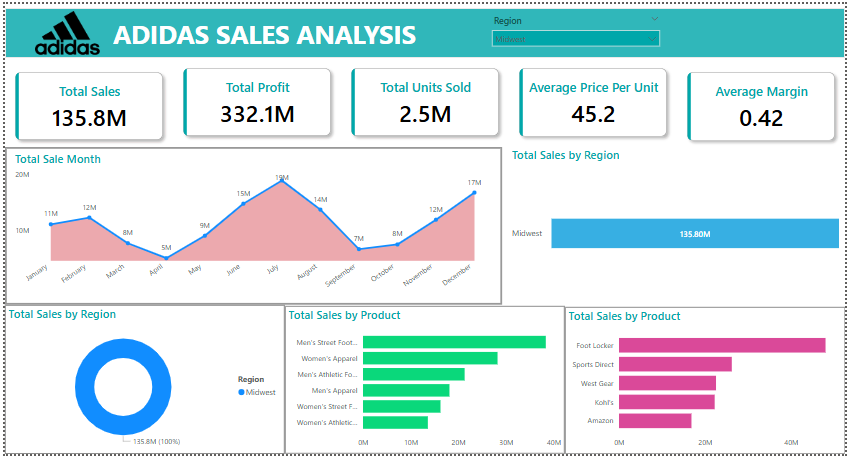 adidas
ADIDAS SALES ANALYSIS
Region
Midwest
Total Sales
135.8M
Total Profit
332.1M
Total Units Sold
2.5M
Average Price Per Unit
45.2
Average Margin
0.42
Total Sale Month
20M
10M
11M
12M
8M
5M
9M
15M
19M
14M
7M
8M
12M
17M
January
February
March
April
May
June
July
August
September
October
November
December
Total Sales by Region
Midwest
135.80M
Total Sales by Region
Region
Midwest
135.8M (100%)
Total Sales by Product
Men's Street Foot...
Women's Apparel
Men's Athletic Fo...
Men's Apparel
Women's Street F...
Women's Athletic...
0M 10M 20M 30M 40M
Total Sales by Product
Foot Locker
Sports Direct
West Gear
Kohl's
Amazon
0M 20M 40M